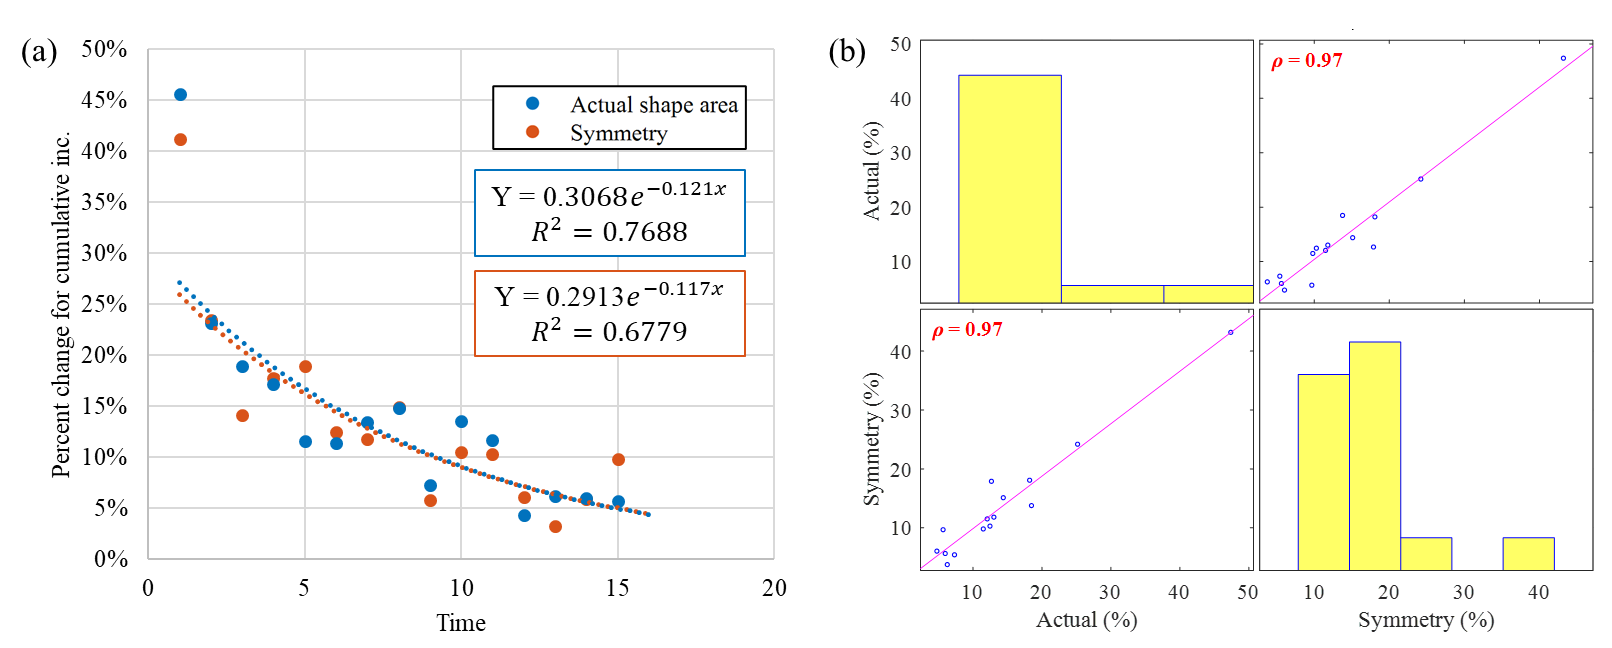 (a)
50%
45%
40%
35%
30%
25%
20%
15%
10%
5%
0%
Percent change for cumulative inc.
0 5 10 15 20
Time
Actual shape area
Symmetry
Y = 0.3068e^{-0.121x}
R² = 0.7688
Y = 0.2913e^{-0.117x}
R² = 0.6779
(b)
50
40
30
20
10
Actual (%)
ρ = 0.97
ρ = 0.97
40
30
20
10
Symmetry (%)
10 20 30 40 50
Actual (%)
10 20 30 40
Symmetry (%)